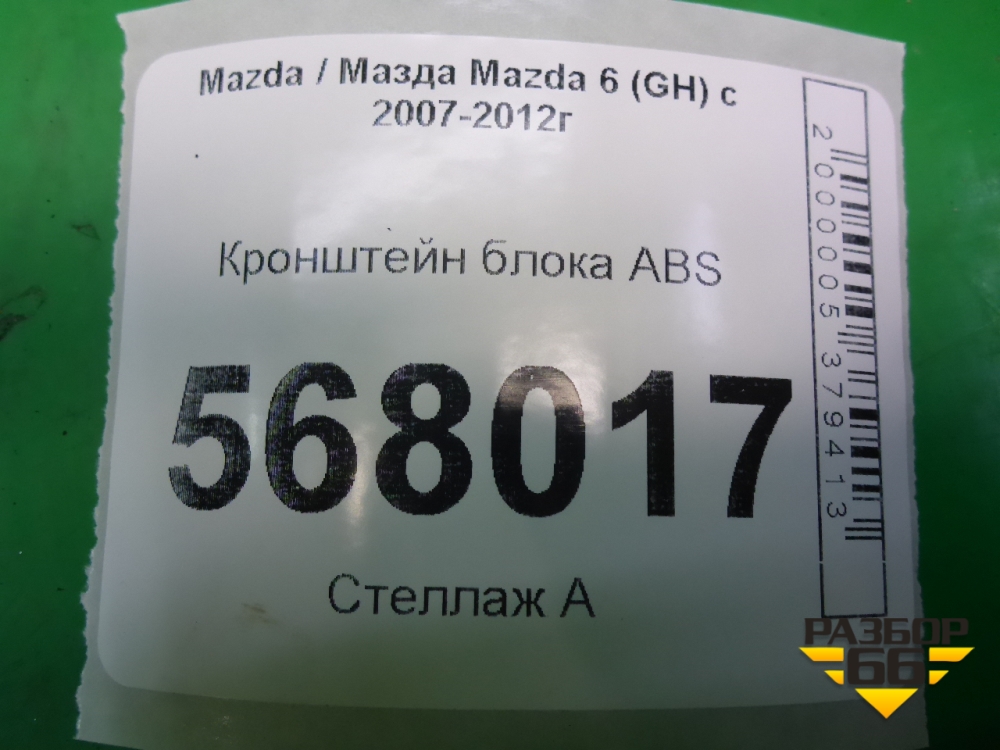 Mazda / Мазда Mazda 6 (GH) с
2007-2012г
Кронштейн блока ABS
568017
Стеллаж А
2000005379413
РАЗБОР
66